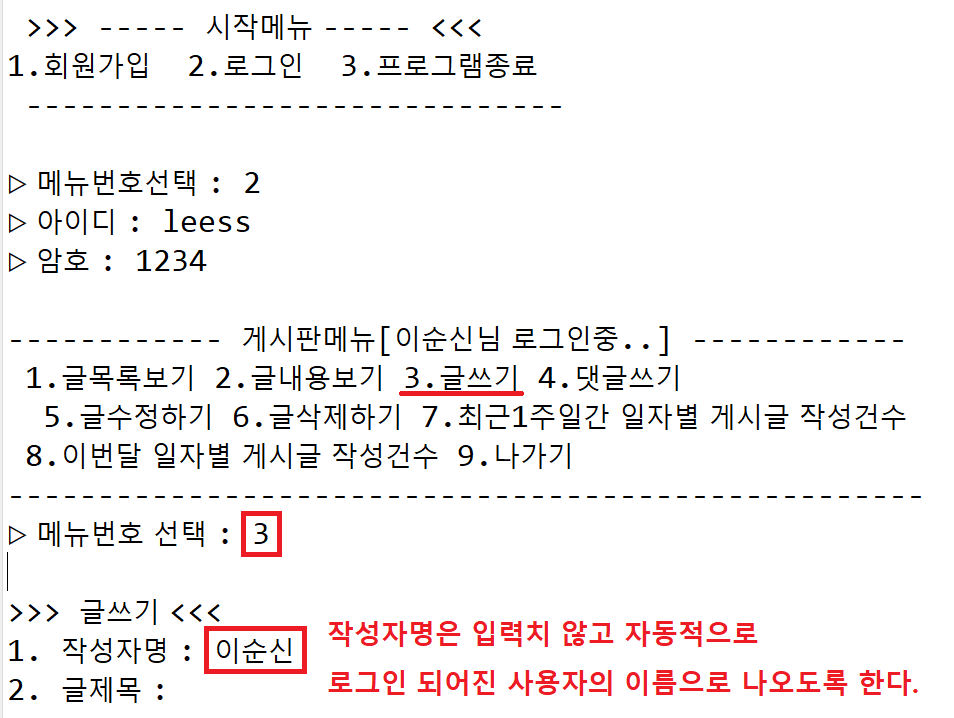 >>> ----- 시작메뉴 ----- <<<
1.회원가입  2.로그인  3.프로그램종료
------------------------------
▷ 메뉴번호선택 : 2
▷ 아이디 : leess
▷ 암호 : 1234
------------ 게시판메뉴[이순신님 로그인중..] ------------
1.글목록보기 2.글내용보기 3.글쓰기 4.댓글쓰기
5.글수정하기 6.글삭제하기 7.최근1주일간 일자별 게시글 작성건수
8.이번달 일자별 게시글 작성건수 9.나가기
---------------------------------------------------
▷ 메뉴번호 선택 : 3
>>> 글쓰기 <<<
1. 작성자명 : 이순신
작성자명은 입력치 않고 자동적으로
로그인 되어진 사용자의 이름으로 나오도록 한다.
2. 글제목 :